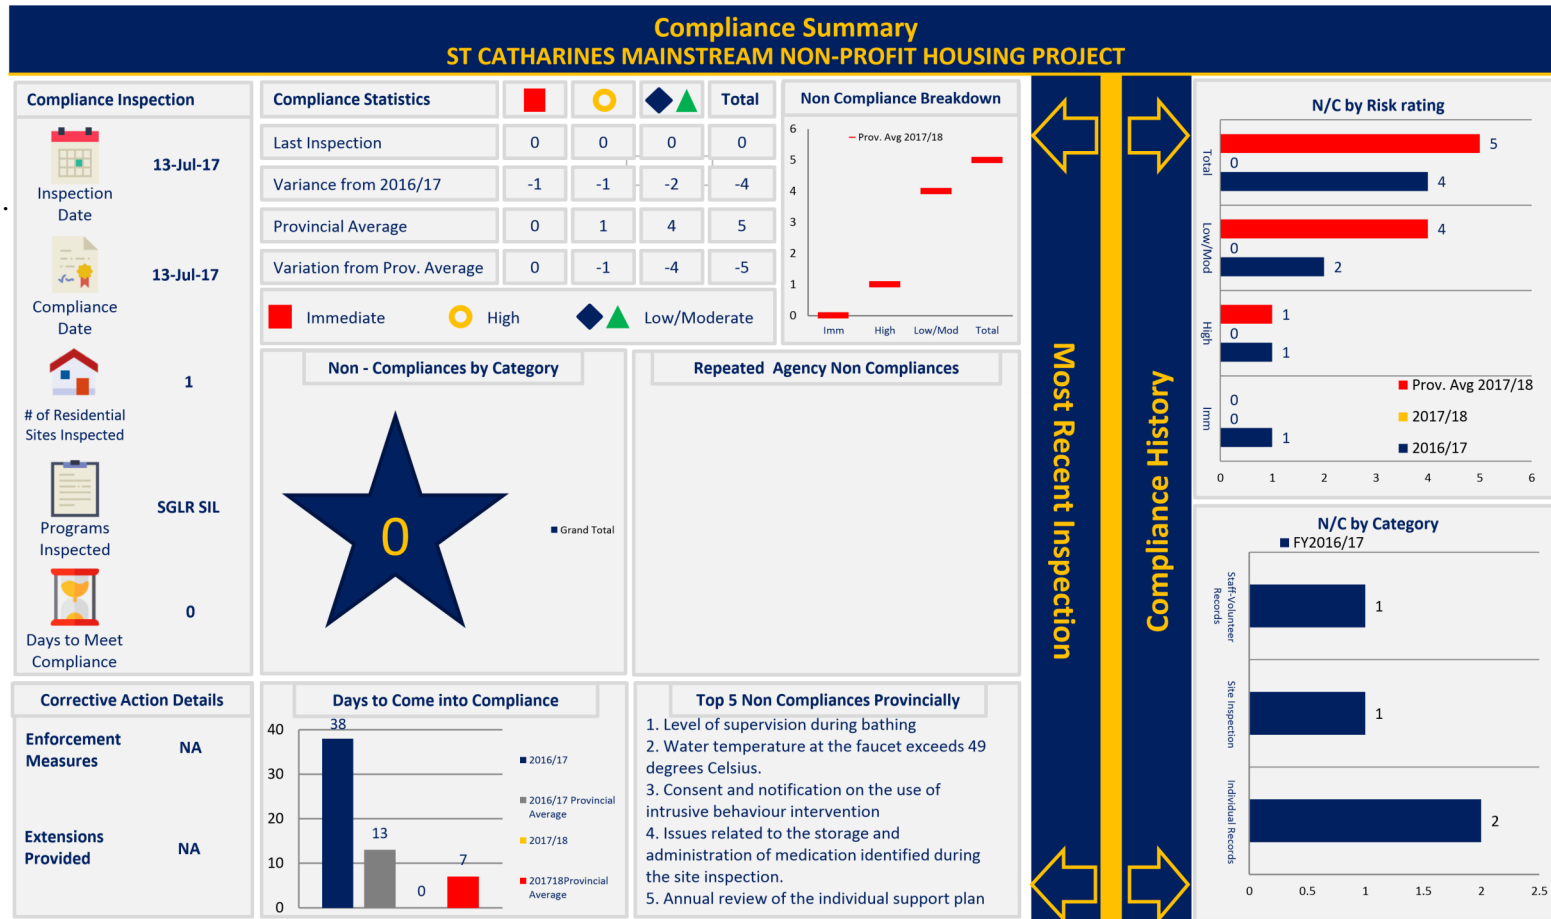 Compliance Summary
ST CATHARINES MAINSTREAM NON-PROFIT HOUSING PROJECT
Compliance Inspection
Inspection
Date
13-Jul-17
Compliance
Date
13-Jul-17
# of Residential
Sites Inspected
1
Programs
Inspected
SGLR SIL
Days to Meet
Compliance
0
Compliance Statistics Total
Last Inspection 0 0 0 0
Variance from 2016/17 -1 -1 -2 -4
Provincial Average 0 1 4 5
Variation from Prov. Average 0 -1 -4 -5
Immediate High Low/Moderate
Non Compliance Breakdown
Prov. Avg 2017/18
6
5
4
3
2
1
0
Imm High Low/Mod Total
Non - Compliances by Category
0
Grand Total
Repeated Agency Non Compliances
Corrective Action Details
Enforcement
Measures
NA
Extensions
Provided
NA
Days to Come into Compliance
40
30
20
10
0
38
13
0
7
2016/17
2016/17 Provincial
Average
2017/18
201718Provincial
Average
Top 5 Non Compliances Provincially
1. Level of supervision during bathing
2. Water temperature at the faucet exceeds 49
degrees Celsius.
3. Consent and notification on the use of
intrusive behaviour intervention
4. Issues related to the storage and
administration of medication identified during
the site inspection.
5. Annual review of the individual support plan
Most Recent Inspection
Compliance History
N/C by Risk rating
Total
5
0
4
Low/Mod
4
0
2
High
1
0
1
Imm
0
0
1
Prov. Avg 2017/18
2017/18
2016/17
0 1 2 3 4 5 6
N/C by Category
FY2016/17
Staff-Volunteer
Records
1
Site Inspection
1
Individual Records
2
0 0.5 1 1.5 2 2.5